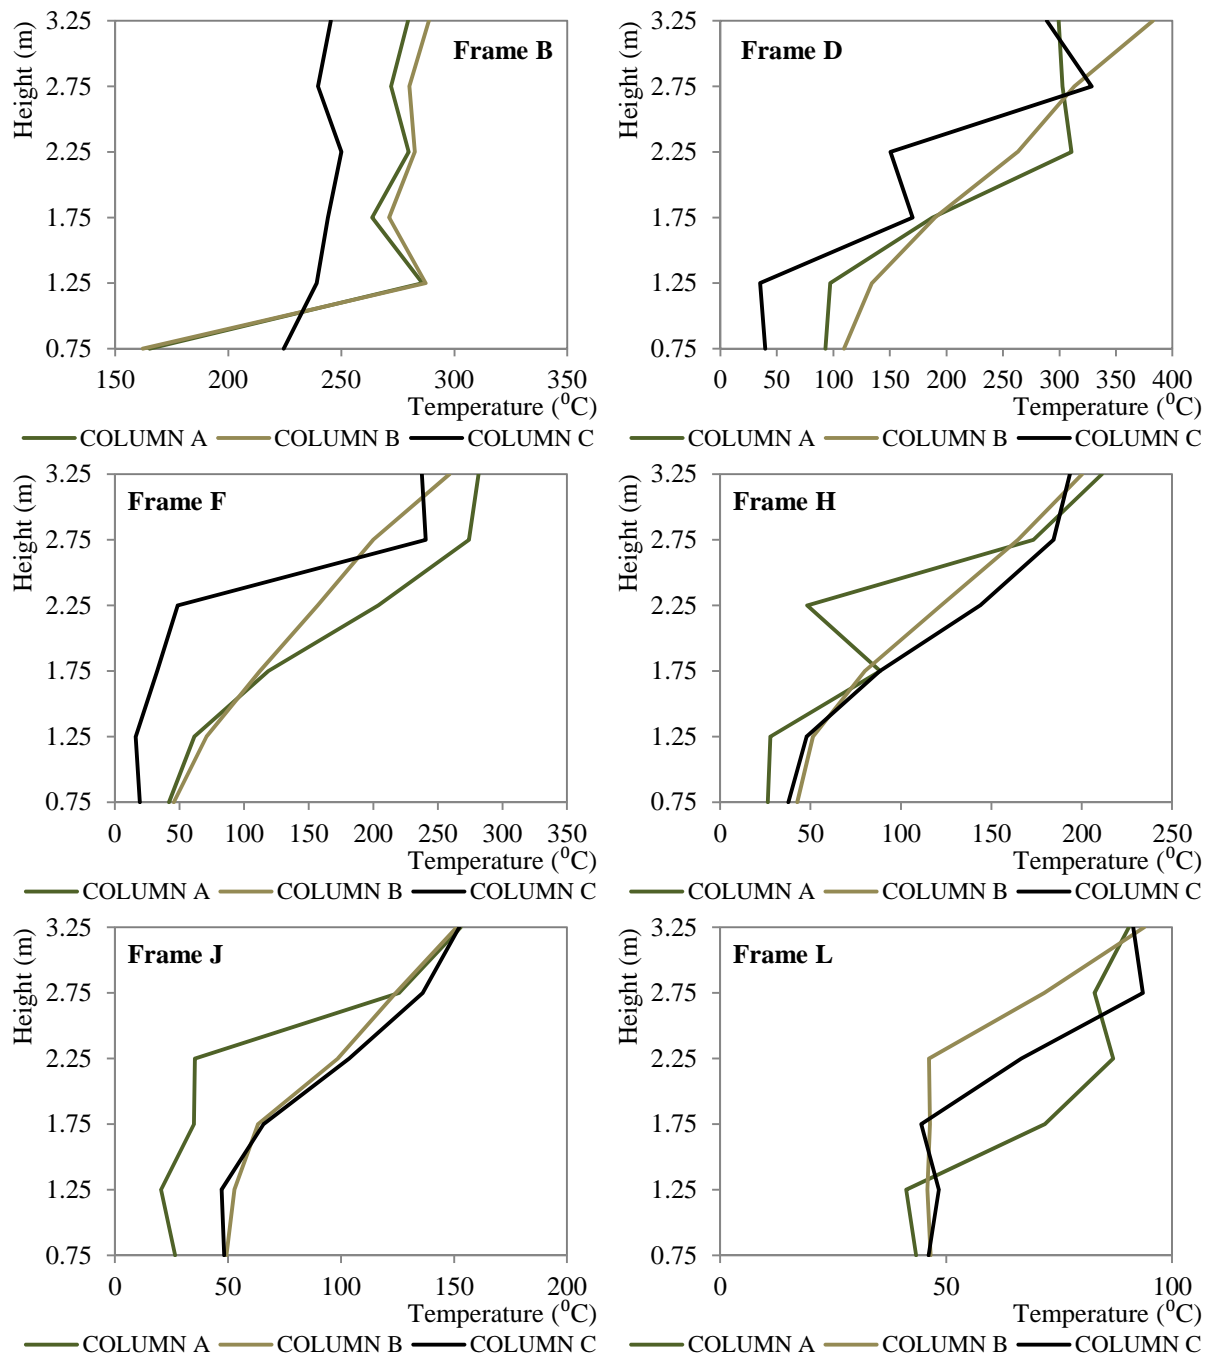 Frame B
Height (m)
3.25
2.75
2.25
1.75
1.25
0.75
150 200 250 300 350
Temperature (⁰C)
COLUMN A COLUMN B COLUMN C
Frame D
Height (m)
3.25
2.75
2.25
1.75
1.25
0.75
0 50 100 150 200 250 300 350 400
Temperature (⁰C)
COLUMN A COLUMN B COLUMN C
Frame F
Height (m)
3.25
2.75
2.25
1.75
1.25
0.75
0 50 100 150 200 250 300 350
Temperature (⁰C)
COLUMN A COLUMN B COLUMN C
Frame H
Height (m)
3.25
2.75
2.25
1.75
1.25
0.75
0 50 100 150 200 250
Temperature (⁰C)
COLUMN A COLUMN B COLUMN C
Frame J
Height (m)
3.25
2.75
2.25
1.75
1.25
0.75
0 50 100 150 200
Temperature (⁰C)
COLUMN A COLUMN B COLUMN C
Frame L
Height (m)
3.25
2.75
2.25
1.75
1.25
0.75
0 50 100
Temperature (⁰C)
COLUMN A COLUMN B COLUMN C